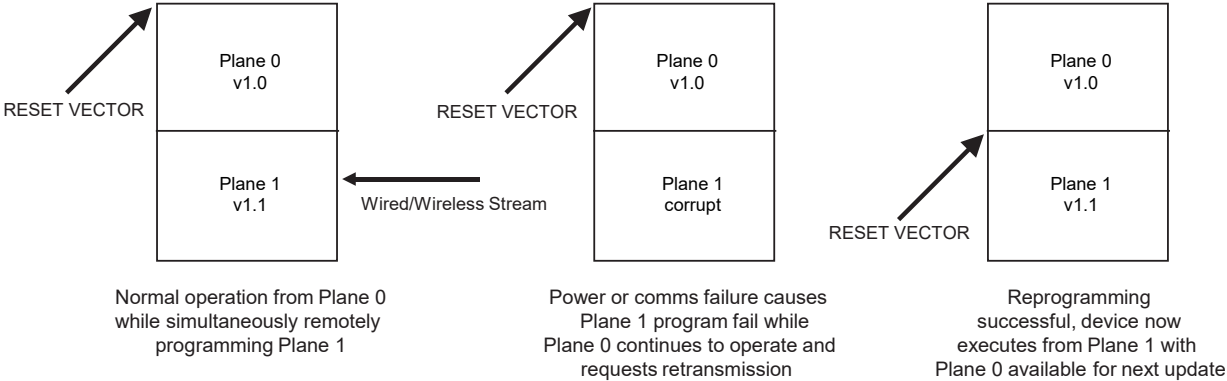 Plane 0
v1.0
RESET VECTOR
Plane 1
v1.1
Wired/Wireless Stream
Normal operation from Plane 0
while simultaneously remotely
programming Plane 1
Plane 0
v1.0
RESET VECTOR
Plane 1
corrupt
Power or comms failure causes
Plane 1 program fail while
Plane 0 continues to operate and
requests retransmission
Plane 0
v1.0
Plane 1
v1.1
RESET VECTOR
Reprogramming
successful, device now
executes from Plane 1 with
Plane 0 available for next update